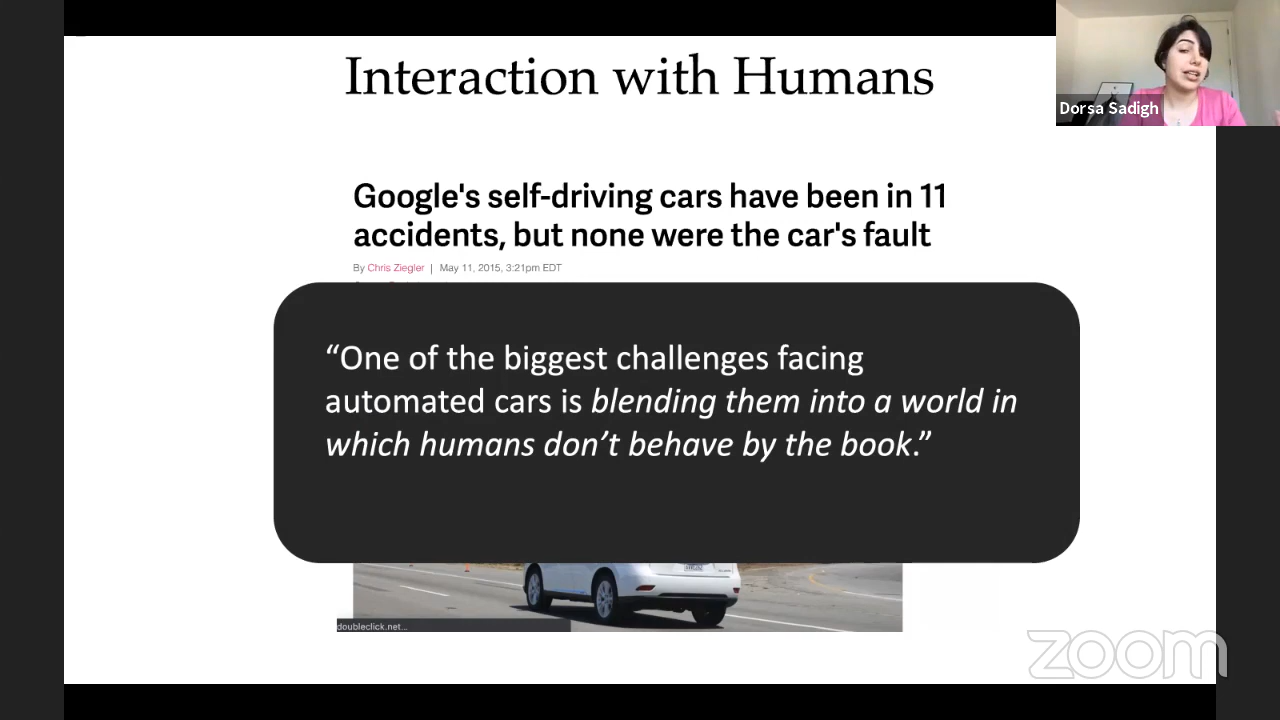 Interaction with Humans
Dorsa Sadigh
Google's self-driving cars have been in 11
accidents, but none were the car's fault
By Chris Ziegler | May 11, 2015, 3:21pm EDT
“One of the biggest challenges facing
automated cars is blending them into a world in
which humans don’t behave by the book.”
doubleclick.net...
zoom